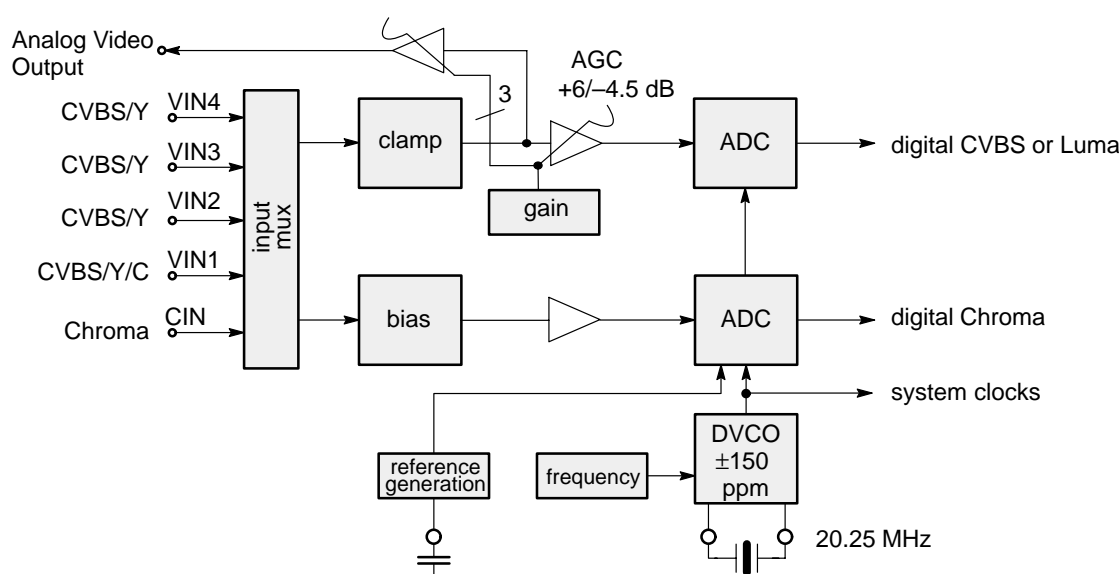 Analog Video
Output
AGC
+6/–4.5 dB
3
CVBS/Y
VIN4
clamp
ADC
digital CVBS or Luma
CVBS/Y
VIN3
CVBS/Y
VIN2
gain
input
mux
CVBS/Y/C
VIN1
Chroma
CIN
bias
ADC
digital Chroma
system clocks
reference
generation
frequency
DVCO
±150
ppm
20.25 MHz